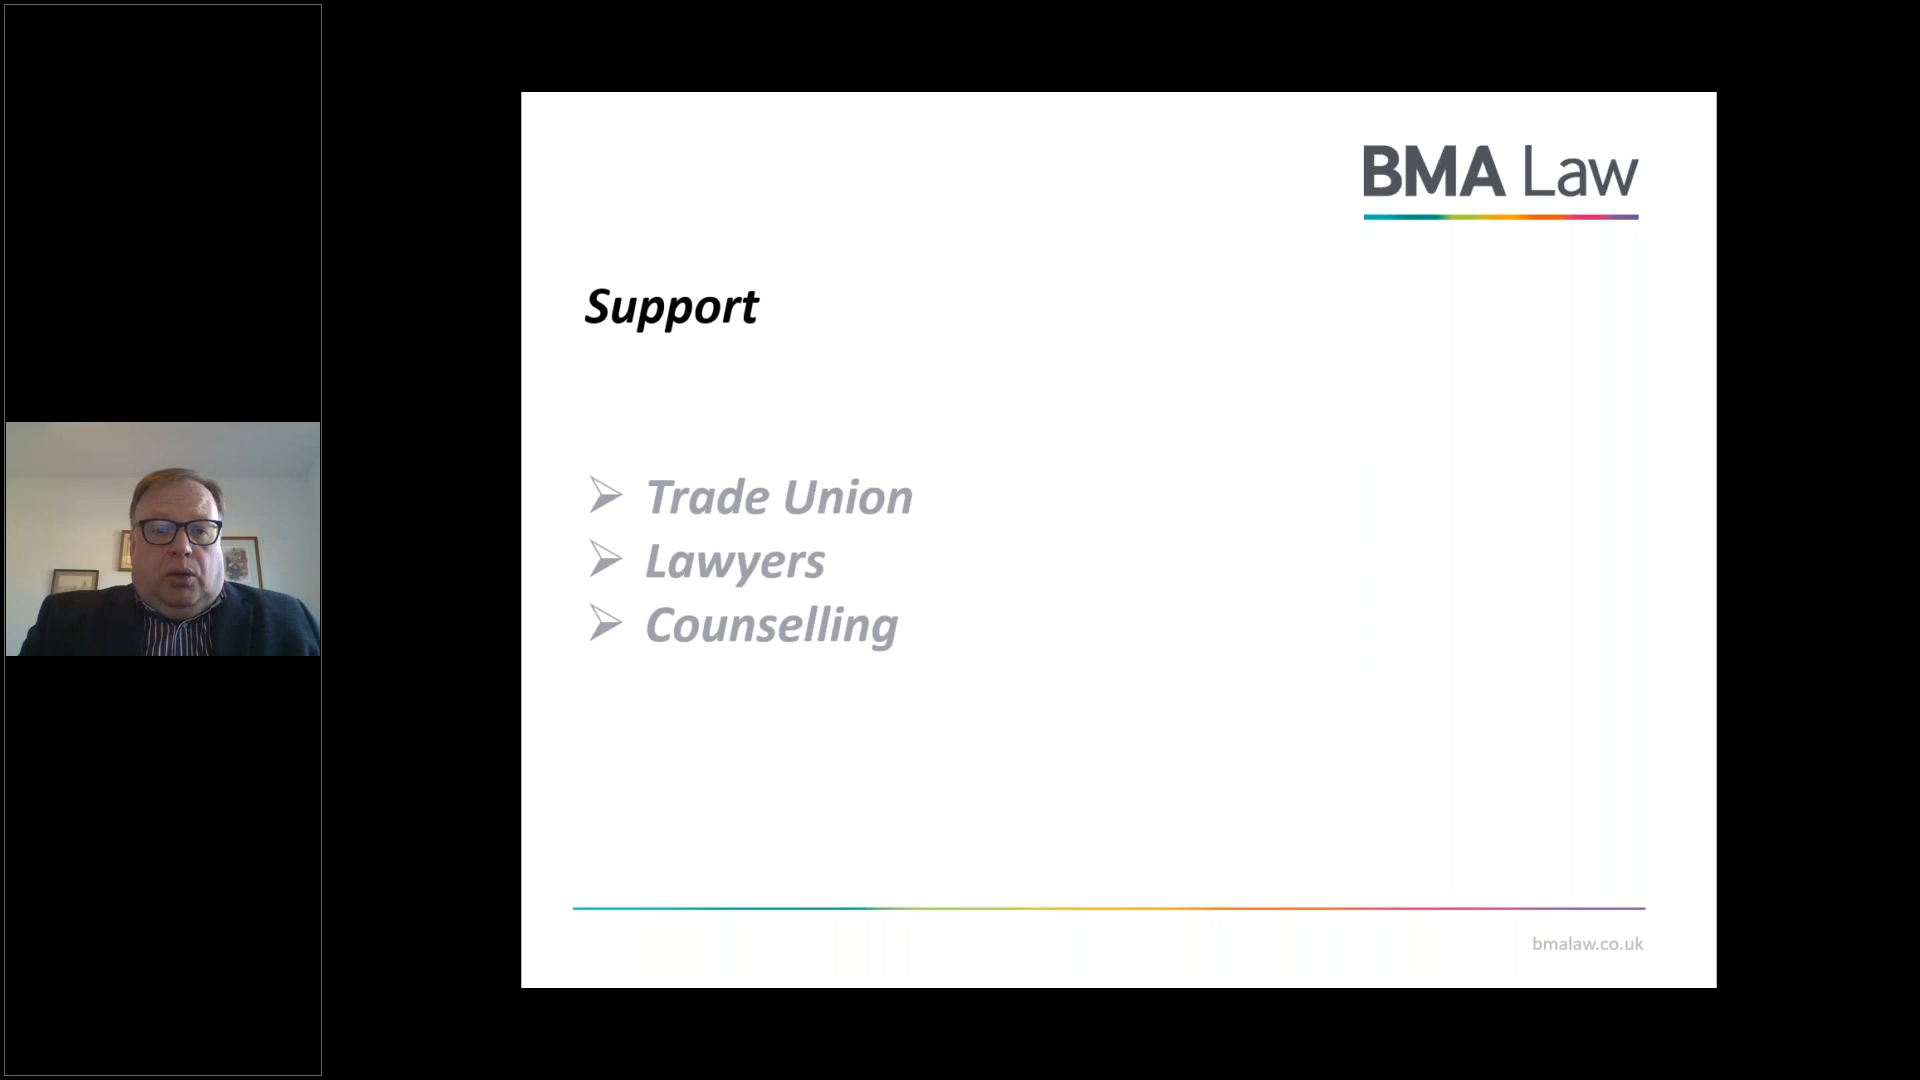 BMA Law
Support
Trade Union
Lawyers
Counselling
bmalaw.co.uk